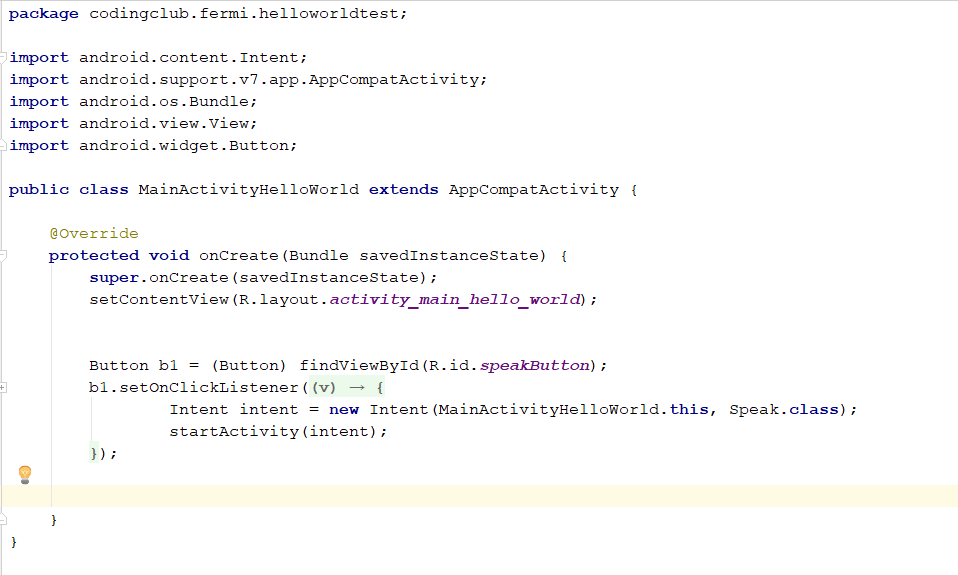 package codingclub.fermi.helloworldtest;
import android.content.Intent;
import android.support.v7.app.AppCompatActivity;
import android.os.Bundle;
import android.view.View;
import android.widget.Button;
public class MainActivityHelloWorld extends AppCompatActivity {
@Override
protected void onCreate(Bundle savedInstanceState) {
super.onCreate(savedInstanceState);
setContentView(R.layout.activity_main_hello_world);
Button b1 = (Button) findViewById(R.id.speakButton);
b1.setOnClickListener((v) → {
Intent intent = new Intent(MainActivityHelloWorld.this, Speak.class);
startActivity(intent);
});
}
}